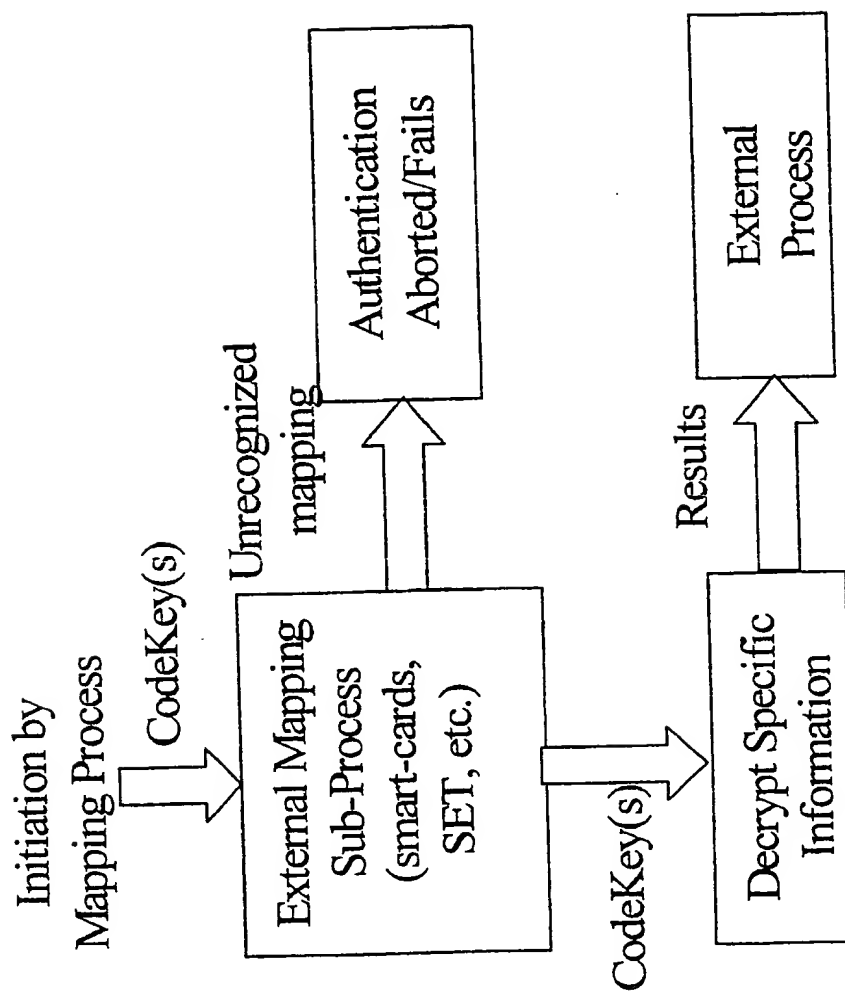 Initiation by
Mapping Process
CodeKey(s)
External Mapping
Sub-Process
(smart-cards,
SET, etc.)
Unrecognized
mapping
Authentication
Aborted/Fails
CodeKey(s)
Decrypt Specific
Information
Results
External
Process